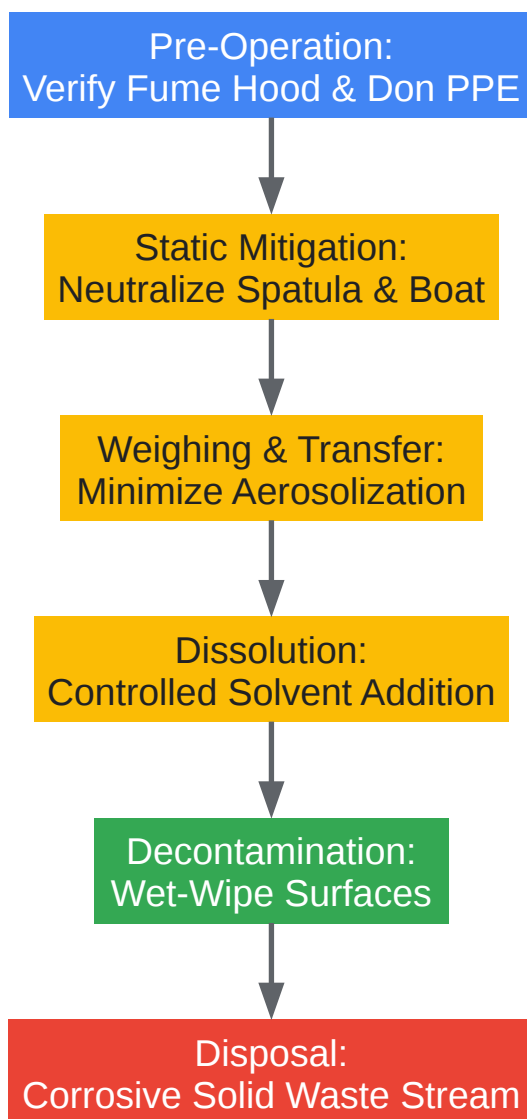 Pre-Operation:
Verify Fume Hood & Don PPE
Static Mitigation:
Neutralize Spatula & Boat
Weighing & Transfer:
Minimize Aerosolization
Dissolution:
Controlled Solvent Addition
Decontamination:
Wet-Wipe Surfaces
Disposal:
Corrosive Solid Waste Stream